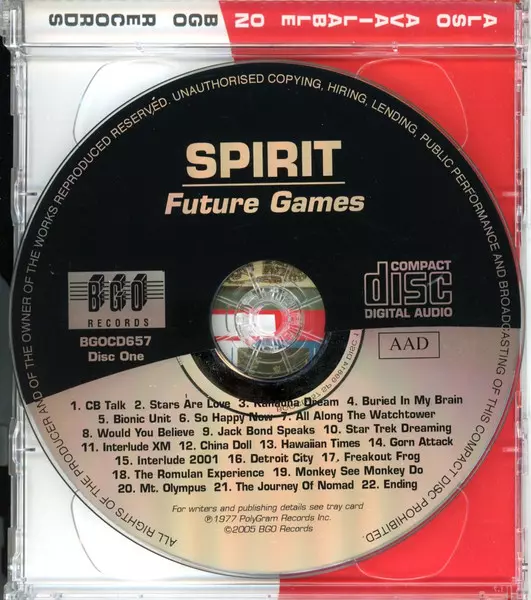 ALSO AVAILABLE ON BGO RECORDS
ALL RIGHTS OF THE PRODUCER AND OF THE OWNER OF THE WORKS REPRODUCED RESERVED. UNAUTHORISED COPYING, HIRING, LENDING, PUBLIC PERFORMANCE AND BROADCASTING OF THIS COMPACT DISC PROHIBITED.
SPIRIT
Future Games
BGO
RECORDS
BGOCD657
Disc One
COMPACT
disc
DIGITAL AUDIO
AAD
1. CB Talk 2. Stars Are Love 3. Kahauna Dream 4. Buried In My Brain
5. Bionic Unit 6. So Happy Now 7. All Along The Watchtower
8. Would You Believe 9. Jack Bond Speaks 10. Star Trek Dreaming
11. Interlude XM 12. China Doll 13. Hawaiian Times 14. Gorn Attack
15. Interlude 2001 16. Detroit City 17. Freakout Frog
18. The Romulan Experience 19. Monkey See Monkey Do
20. Mt. Olympus 21. The Journey Of Nomad 22. Ending
For writers and publishing details see tray card
℗1977 PolyGram Records Inc.
©2005 BGO Records